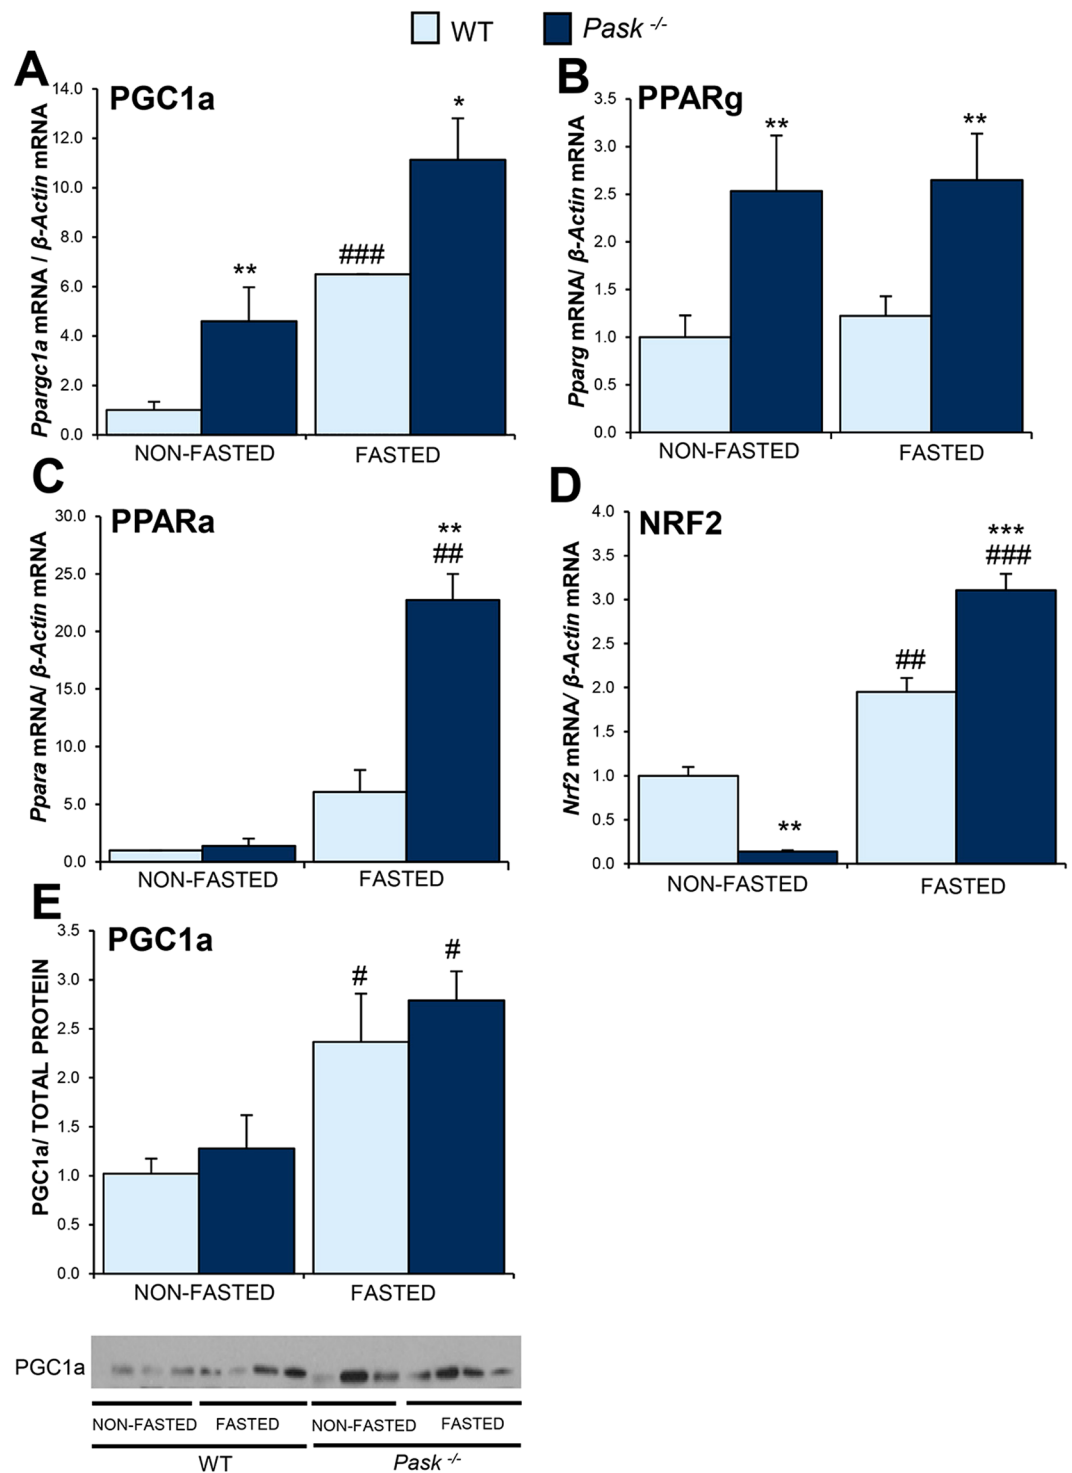 WT
Pask -/-
A
PGC1a
Ppargc1a mRNA / β-Actin mRNA
14.0
12.0
10.0
8.0
6.0
4.0
2.0
0.0
**
###
*
NON-FASTED
FASTED
B
PPARg
Pparg mRNA/ β-Actin mRNA
3.5
3.0
2.5
2.0
1.5
1.0
0.5
0.0
**
**
NON-FASTED
FASTED
C
PPARa
Ppara mRNA/ β-Actin mRNA
30.0
25.0
20.0
15.0
10.0
5.0
0.0
**
##
NON-FASTED
FASTED
D
NRF2
Nrf2 mRNA/ β-Actin mRNA
4.0
3.5
3.0
2.5
2.0
1.5
1.0
0.5
0.0
**
##
***
###
NON-FASTED
FASTED
E
PGC1a
PGC1a/ TOTAL PROTEIN
3.5
3.0
2.5
2.0
1.5
1.0
0.5
0.0
#
#
NON-FASTED
FASTED
PGC1a
NON-FASTED
FASTED
NON-FASTED
FASTED
WT
Pask -/-